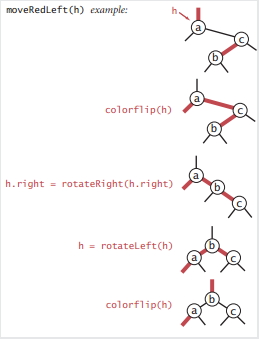 moveRedLeft(h) example:
h
a
c
b
colorflip(h)
a
c
b
h.right = rotateRight(h.right)
a
b
c
h = rotateLeft(h)
b
a
c
colorflip(h)
b
a
c